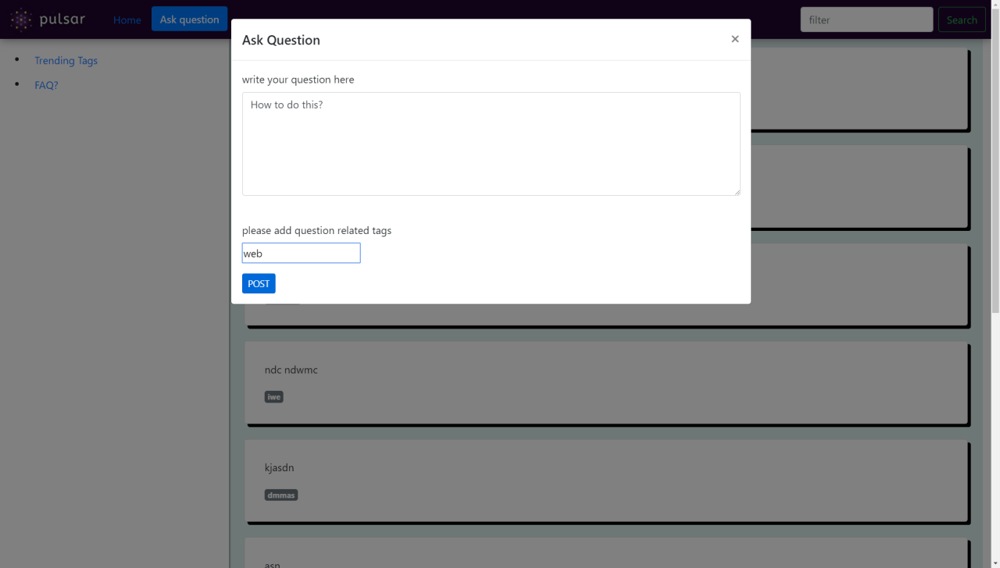 pulsar Home Ask question filter Search
Ask Question ×
Trending Tags
FAQ?
write your question here
How to do this?
please add question related tags
web
POST
ndc ndwmc
iwe
kjasdn
dmmas
asn